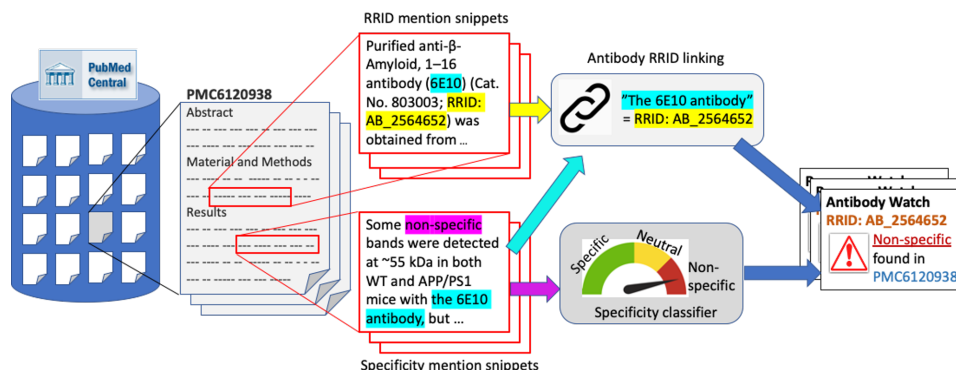 RRID mention snippets
PubMed
Central
PMC6120938
Abstract
Material and Methods
Results
Purified anti-β-
Amyloid, 1–16
antibody (6E10) (Cat.
No. 803003; RRID:
AB_2564652) was
obtained from …
Antibody RRID linking
"The 6E10 antibody"
= RRID: AB_2564652
Some non-specific
bands were detected
at ~55 kDa in both
WT and APP/PS1
mice with the 6E10
antibody, but …
Specificity mention snippets
Specific
Neutral
Non-
specific
Specificity classifier
Antibody Watch
RRID: AB_2564652
Non-specific
found in
PMC6120938